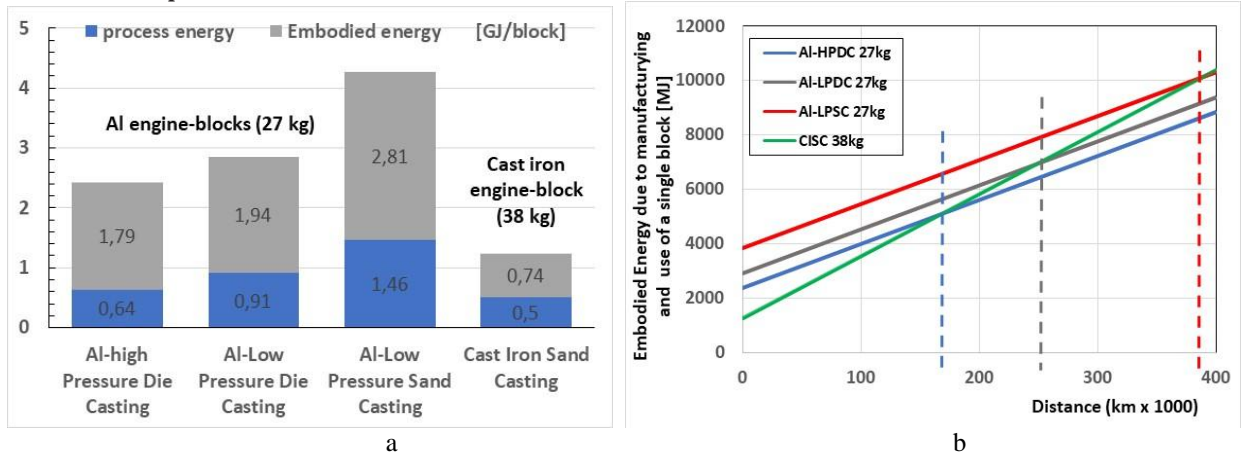 5
4
3
2
1
0
process energy Embodied energy [GJ/block]
Al engine-blocks (27 kg)
Cast iron
engine-block
(38 kg)
1,79
0,64
1,94
0,91
2,81
1,46
0,74
0,5
Al-high
Pressure Die
Casting
Al-Low
Pressure Die
Casting
Al-Low
Pressure Sand
Casting
Cast Iron Sand
Casting
a
Embodied Energy due to manufacturying
and use of a single block [MJ]
12000
10000
8000
6000
4000
2000
0
Al-HPDC 27kg
Al-LPDC 27kg
Al-LPSC 27kg
CISC 38kg
0 100 200 300 400
Distance (km x 1000)
b